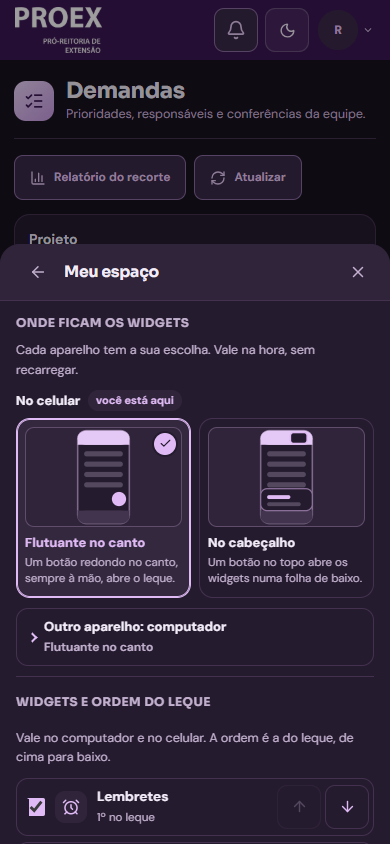 PROEX
PRÓ-REITORIA DE
EXTENSÃO
R
Demandas
Prioridades, responsáveis e conferências da equipe.
Relatório do recorte
Atualizar
Projeto
Meu espaço
ONDE FICAM OS WIDGETS
Cada aparelho tem a sua escolha. Vale na hora, sem
recarregar.
No celular você está aqui
Flutuante no canto
Um botão redondo no canto,
sempre à mão, abre o leque.
No cabeçalho
Um botão no topo abre os
widgets numa folha de baixo.
Outro aparelho: computador
Flutuante no canto
WIDGETS E ORDEM DO LEQUE
Vale no computador e no celular. A ordem é a do leque, de
cima para baixo.
Lembretes
1º no leque